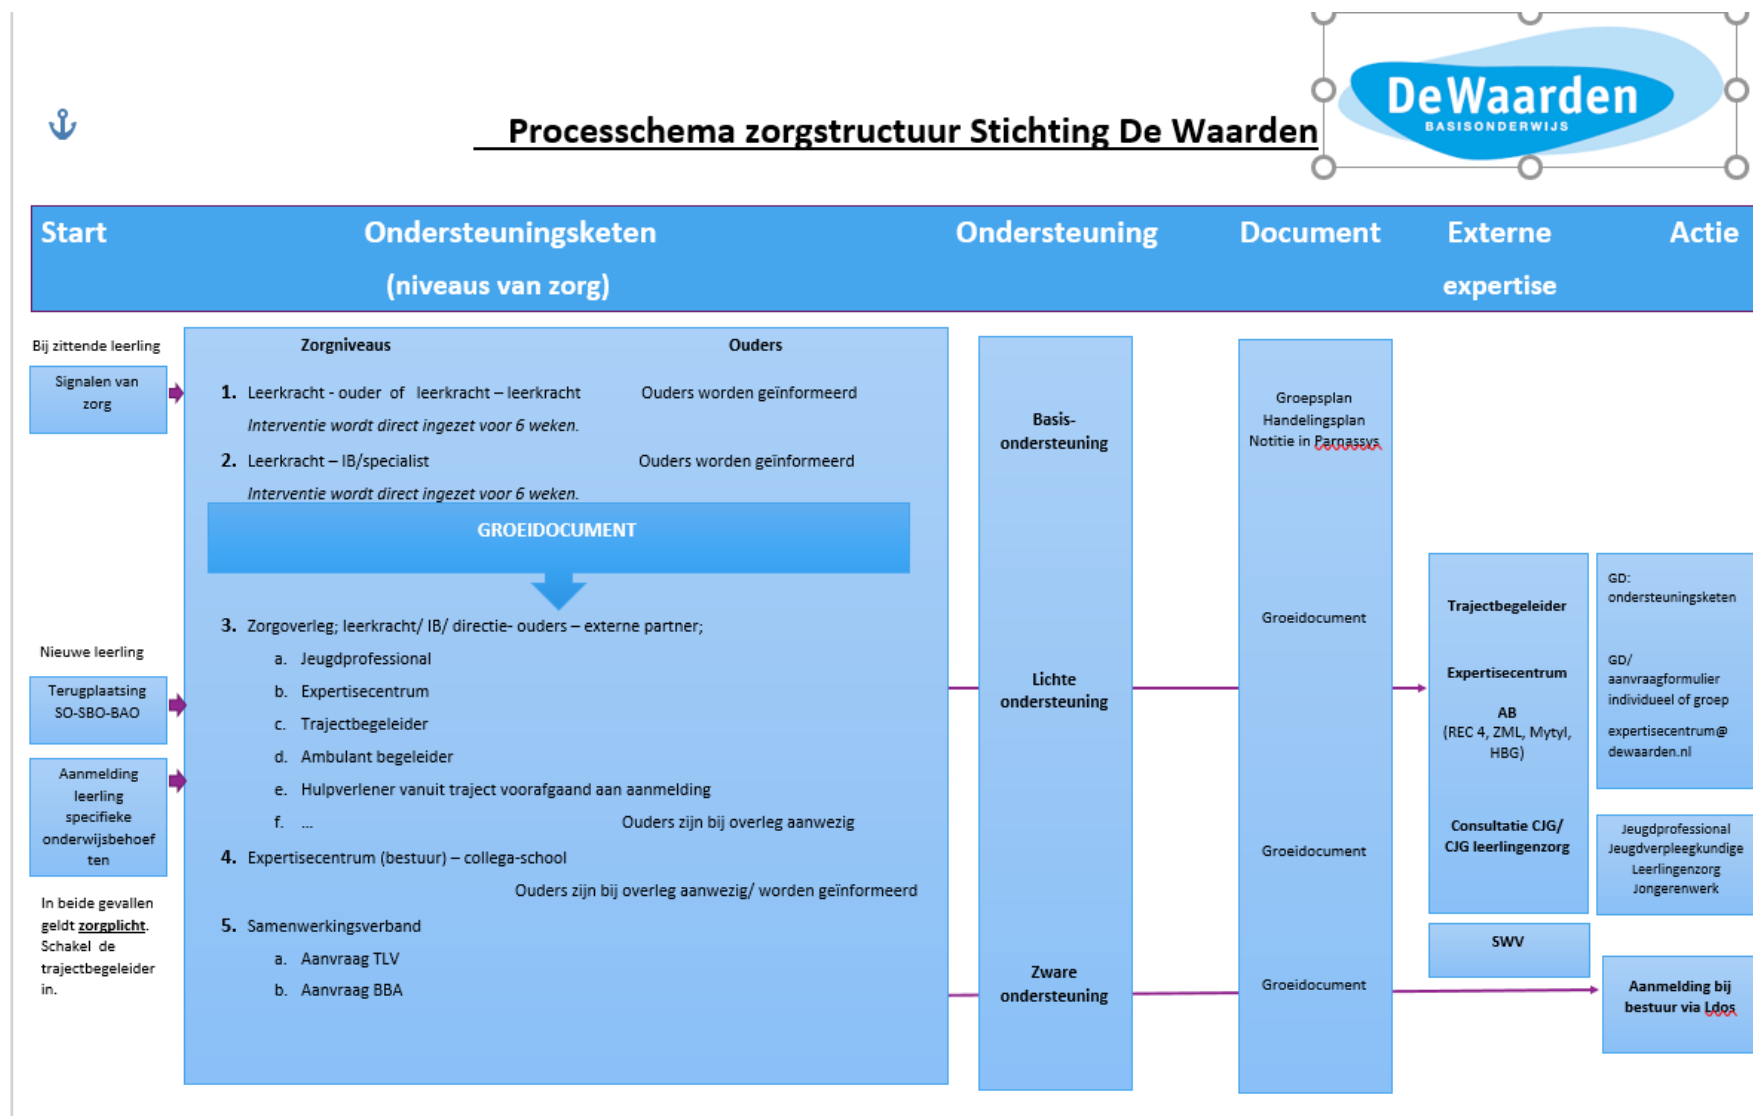 DeWaarden
BASISONDERWIJS
Processchema zorgstructuur Stichting De Waarden
Start
Ondersteuningsketen
(niveaus van zorg)
Ondersteuning
Document
Externe
expertise
Actie
Bij zittende leerling
Signalen van
zorg
Nieuwe leerling
Terugplaatsing
SO-SBO-BAO
Aanmelding
leerling
specifieke
onderwijsbehoef
ten
In beide gevallen
geldt zorgplicht.
Schakel de
trajectbegeleider
in.
Zorgniveaus
Ouders
1. Leerkracht - ouder of leerkracht – leerkracht Ouders worden geïnformeerd
Interventie wordt direct ingezet voor 6 weken.
2. Leerkracht – IB/specialist Ouders worden geïnformeerd
Interventie wordt direct ingezet voor 6 weken.
GROEIDOCUMENT
3. Zorgoverleg; leerkracht/ IB/ directie- ouders – externe partner;
a. Jeugdprofessional
b. Expertisecentrum
c. Trajectbegeleider
d. Ambulant begeleider
e. Hulpverlener vanuit traject voorafgaand aan aanmelding
f. ... Ouders zijn bij overleg aanwezig
4. Expertisecentrum (bestuur) – collega-school
Ouders zijn bij overleg aanwezig/ worden geïnformeerd
5. Samenwerkingsverband
a. Aanvraag TLV
b. Aanvraag BBA
Basis-
ondersteuning
Lichte
ondersteuning
Zware
ondersteuning
Groepsplan
Handelingsplan
Notitie in Parnassys
Groeidocument
Groeidocument
Groeidocument
Trajectbegeleider
Expertisecentrum
AB
(REC 4, ZML, Mytyl,
HBG)
Consultatie CJG/
CJG leerlingenzorg
SWV
GD:
ondersteuningsketen
GD/
aanvraagformulier
individueel of groep
expertisecentrum@
dewaarden.nl
Jeugdprofessional
Jeugdverpleegkundige
Leerlingenzorg
Jongerenwerk
Aanmelding bij
bestuur via Ldos